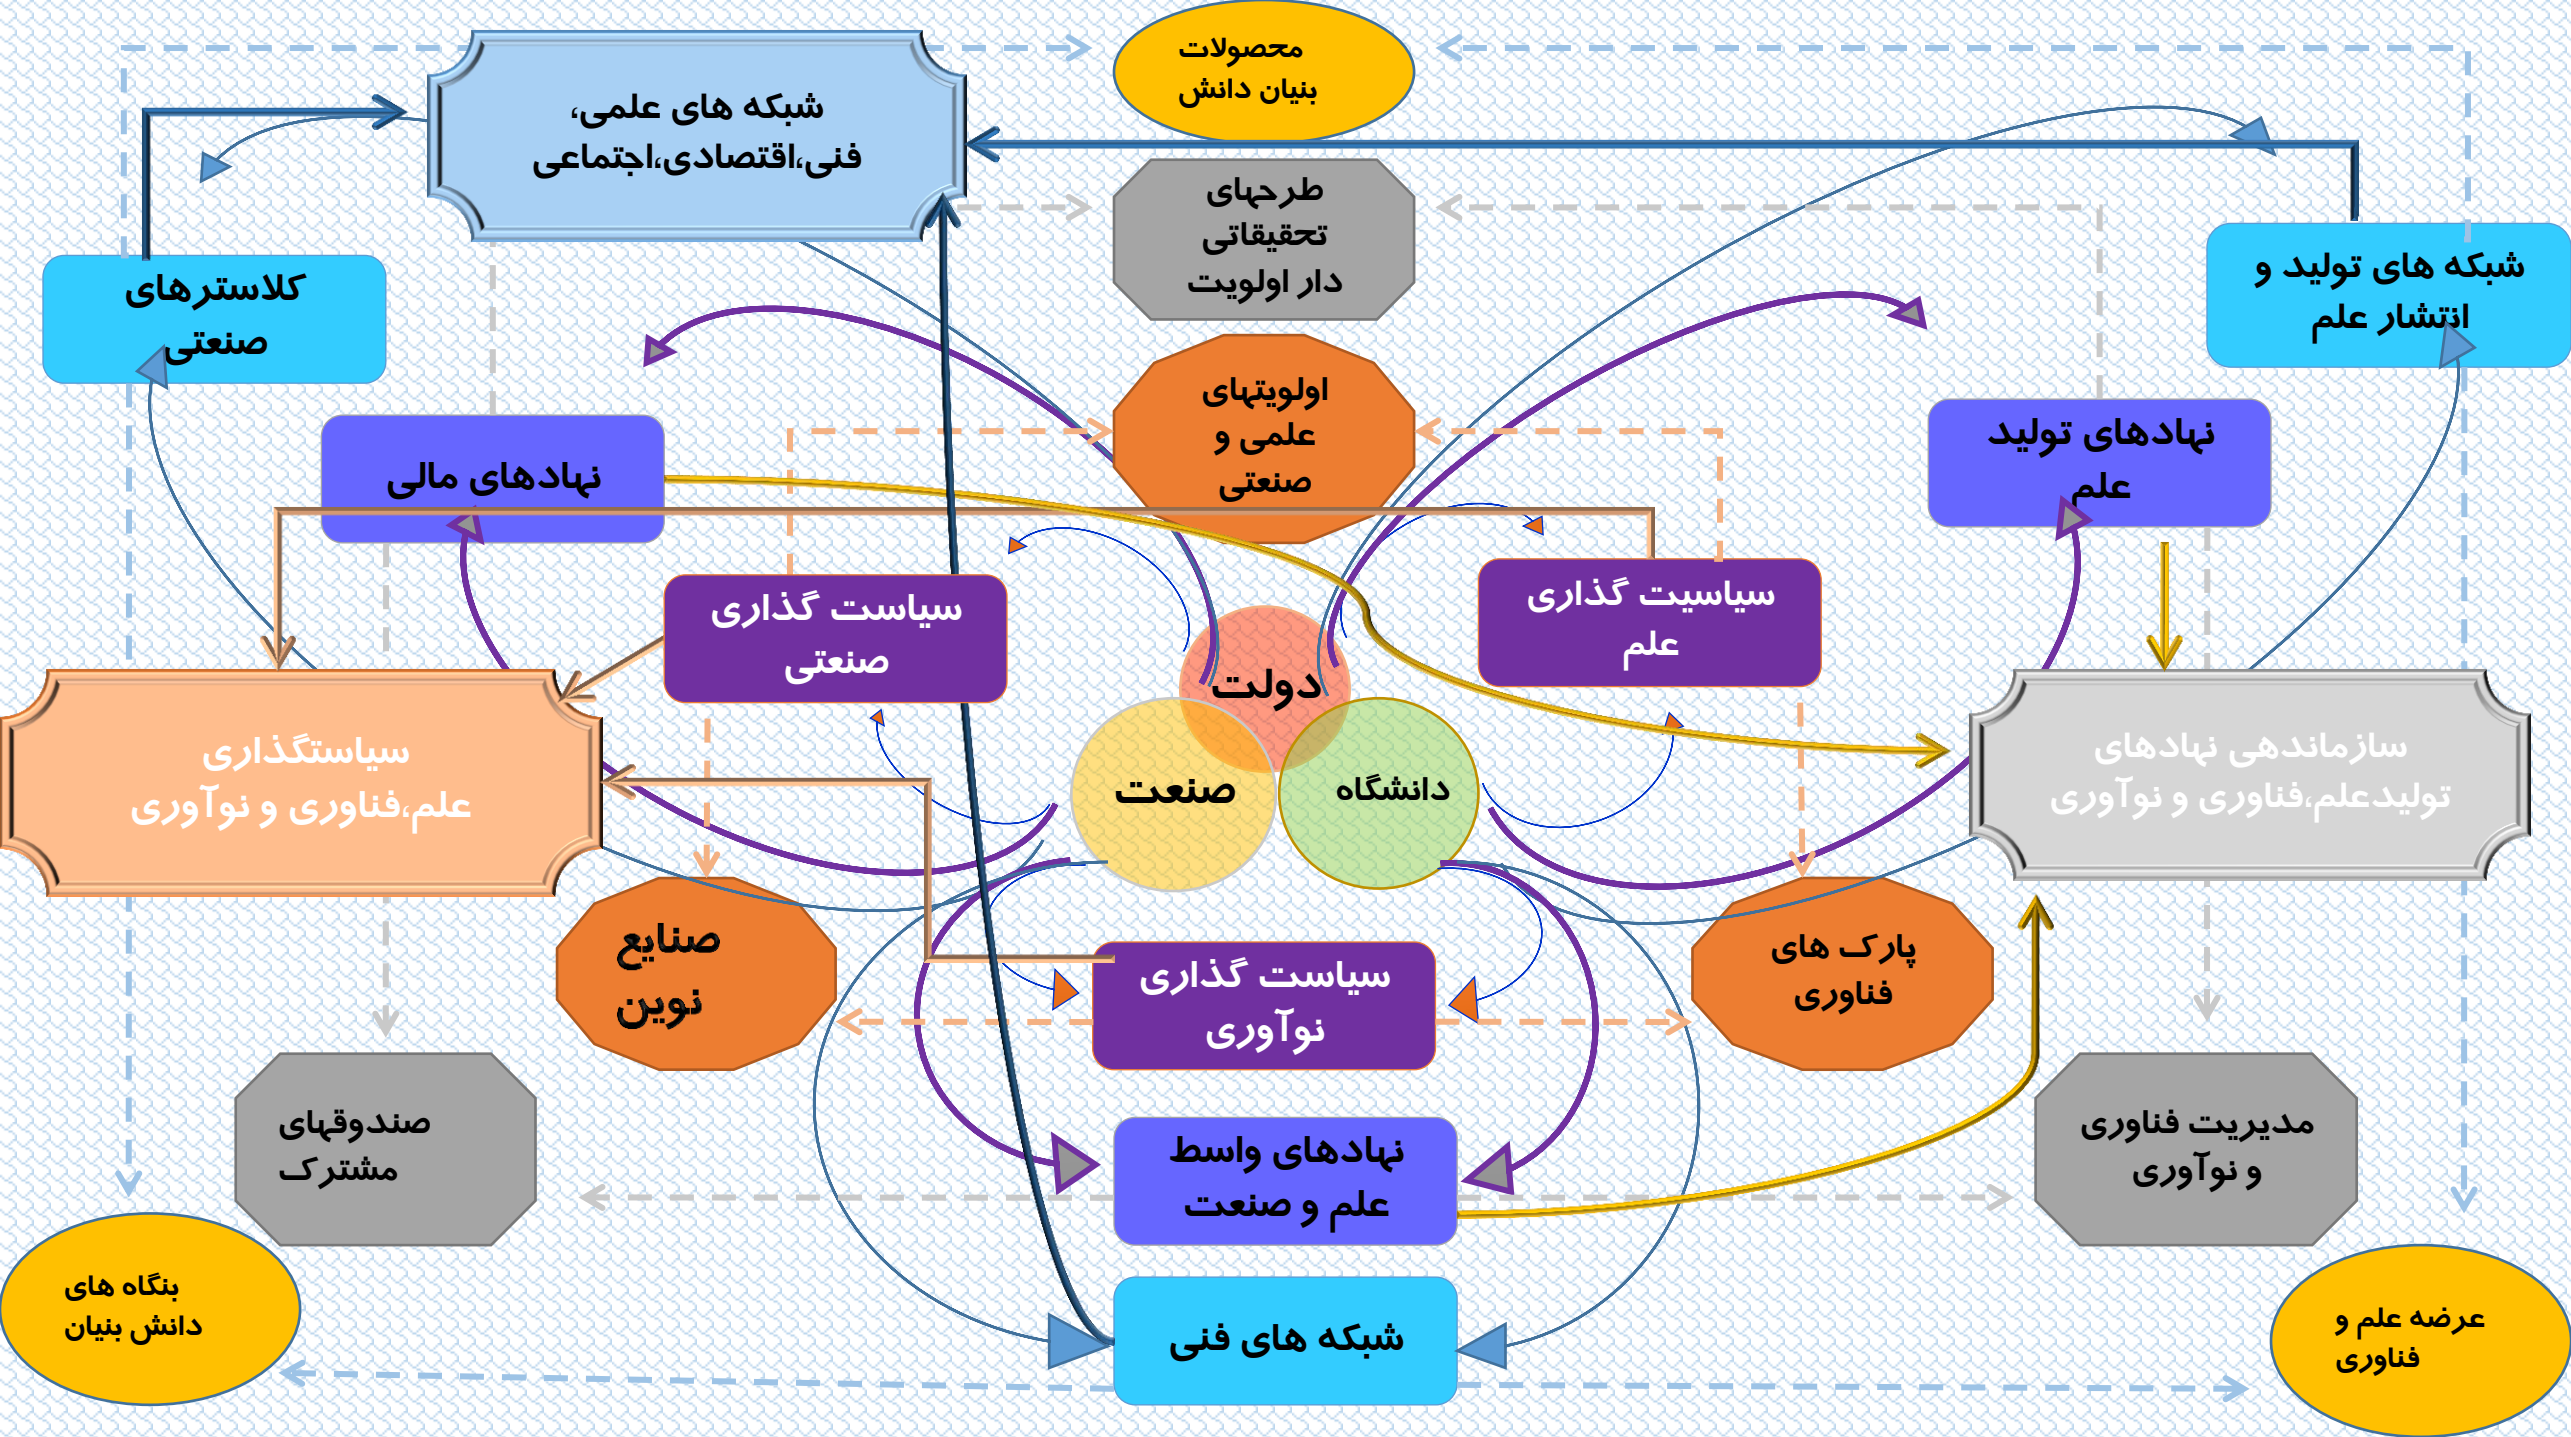 محصولات
بنیان دانش
شبکه های علمی،
فنی،اقتصادی،اجتماعی
طرحهای
تحقیقاتی
دار اولویت
شبکه های تولید و
انتشار علم
کلاسترهای
صنعتی
اولویتهای
علمی و
صنعتی
نهادهای تولید
علم
نهادهای مالی
سیاسیت گذاری
علم
سیاست گذاری
صنعتی
دولت
صنعت
دانشگاه
سازماندهی نهادهای
تولیدعلم،فناوری و نوآوری
سیاستگذاری
علم،فناوری و نوآوری
پارک های
فناوری
سیاست گذاری
نوآوری
صنایع
نوین
مدیریت فناوری
و نوآوری
نهادهای واسط
علم و صنعت
صندوقهای
مشترک
عرضه علم و
فناوری
شبکه های فنی
بنگاه های
دانش بنیان